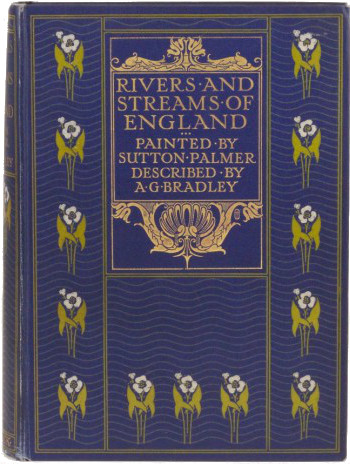 RIVERS·AND
STREAMS·OF
ENGLAND
PAINTED·BY
SUTTON·PALMER
DESCRIBED·BY
A·G·BRADLEY